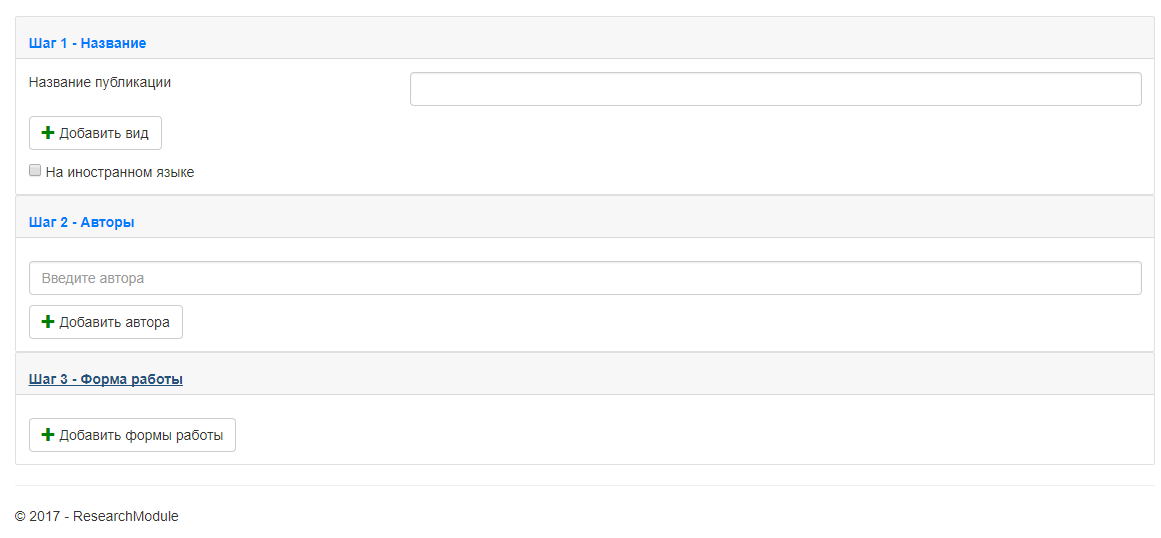 Шаг 1 - Название
Название публикации
Добавить вид
На иностранном языке
Шаг 2 - Авторы
Введите автора
Добавить автора
Шаг 3 - Форма работы
Добавить формы работы
© 2017 - ResearchModule